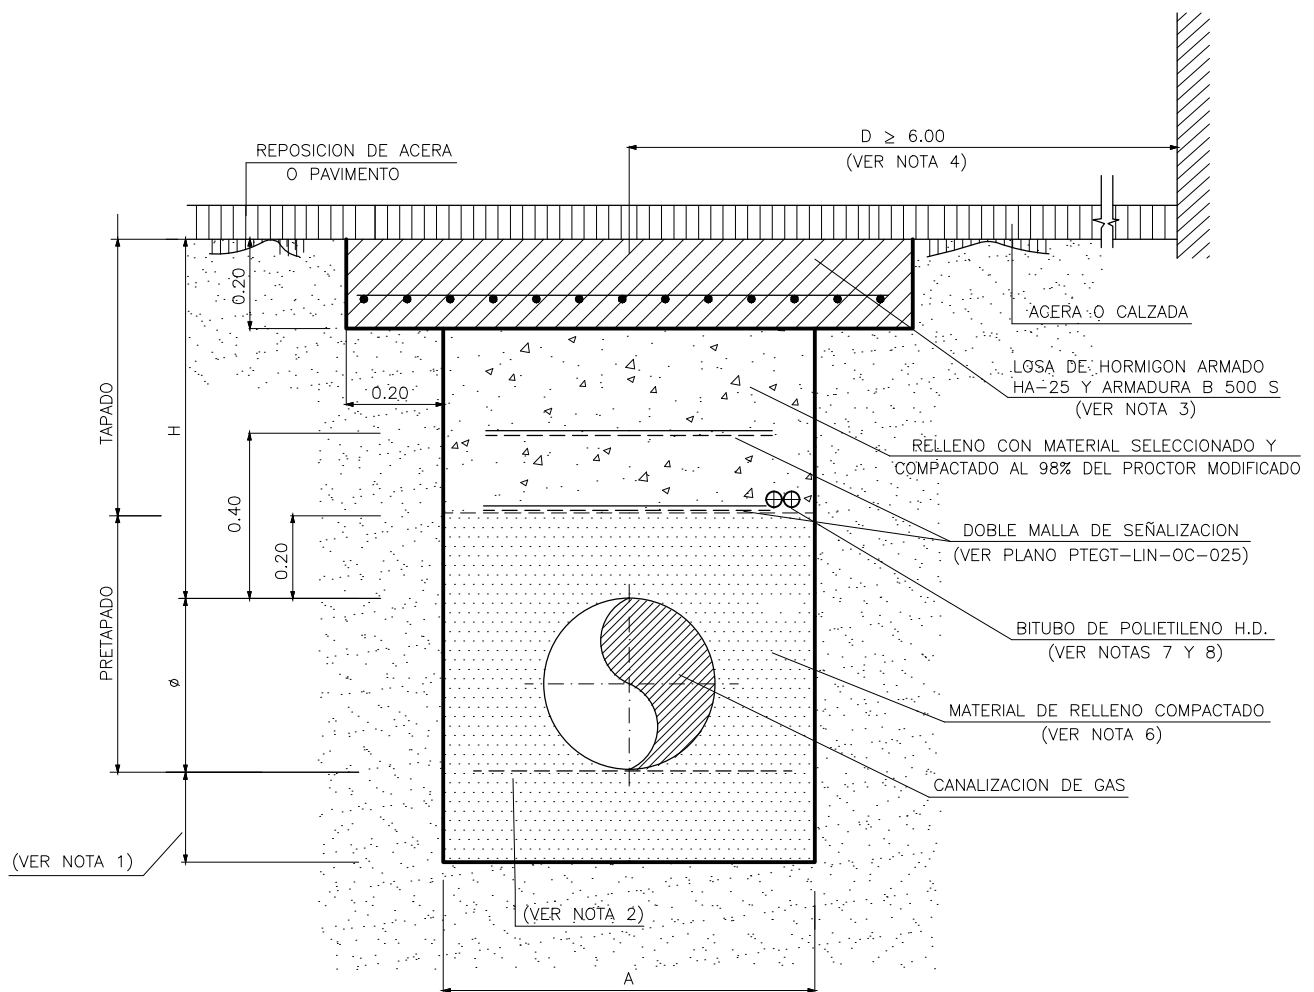 D ≥ 6.00
(VER NOTA 4)
REPOSICION DE ACERA
O PAVIMENTO
0.20
ACERA O CALZADA
LOSA DE HORMIGON ARMADO
HA-25 Y ARMADURA B 500 S
(VER NOTA 3)
0.20
TAPADO
H
RELLENO CON MATERIAL SELECCIONADO Y
COMPACTADO AL 98% DEL PROCTOR MODIFICADO
0.40
0.20
DOBLE MALLA DE SEÑALIZACION
(VER PLANO PTEGT-LIN-OC-025)
PRETAPADO
BITUBO DE POLIETILENO H.D.
(VER NOTAS 7 Y 8)
ø
MATERIAL DE RELLENO COMPACTADO
(VER NOTA 6)
CANALIZACION DE GAS
(VER NOTA 1)
(VER NOTA 2)
A